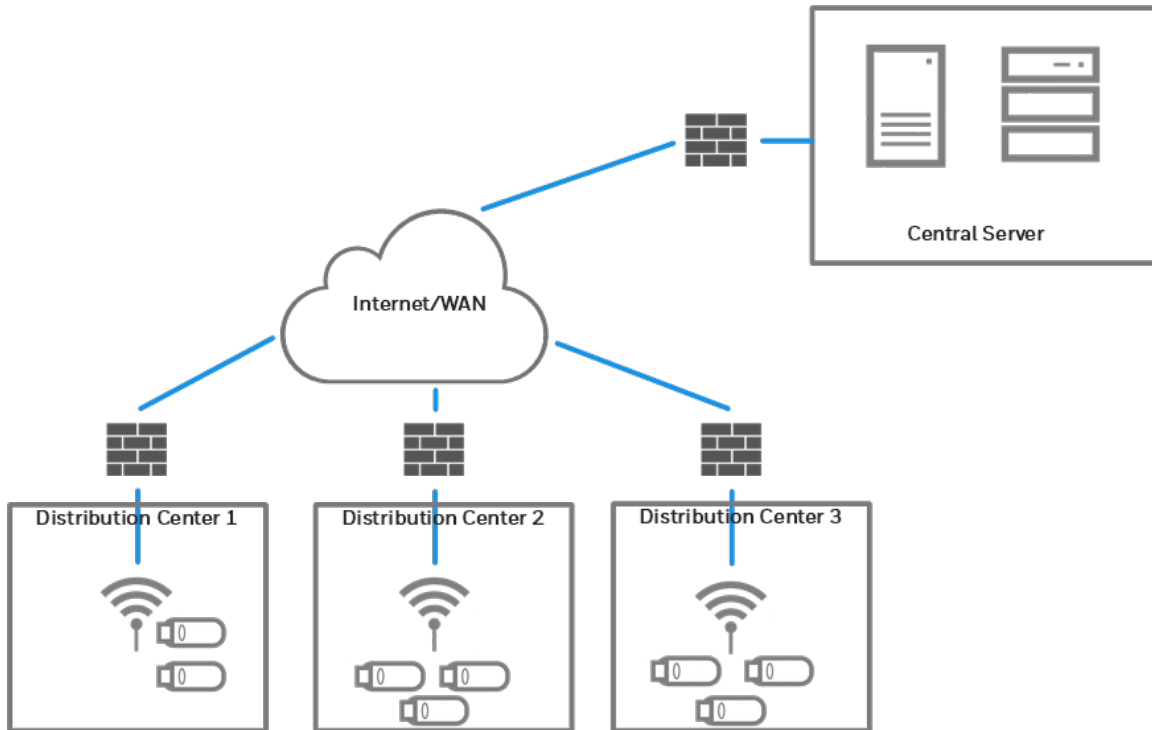 Central Server
Internet/WAN
Distribution Center 1
Distribution Center 2
Distribution Center 3